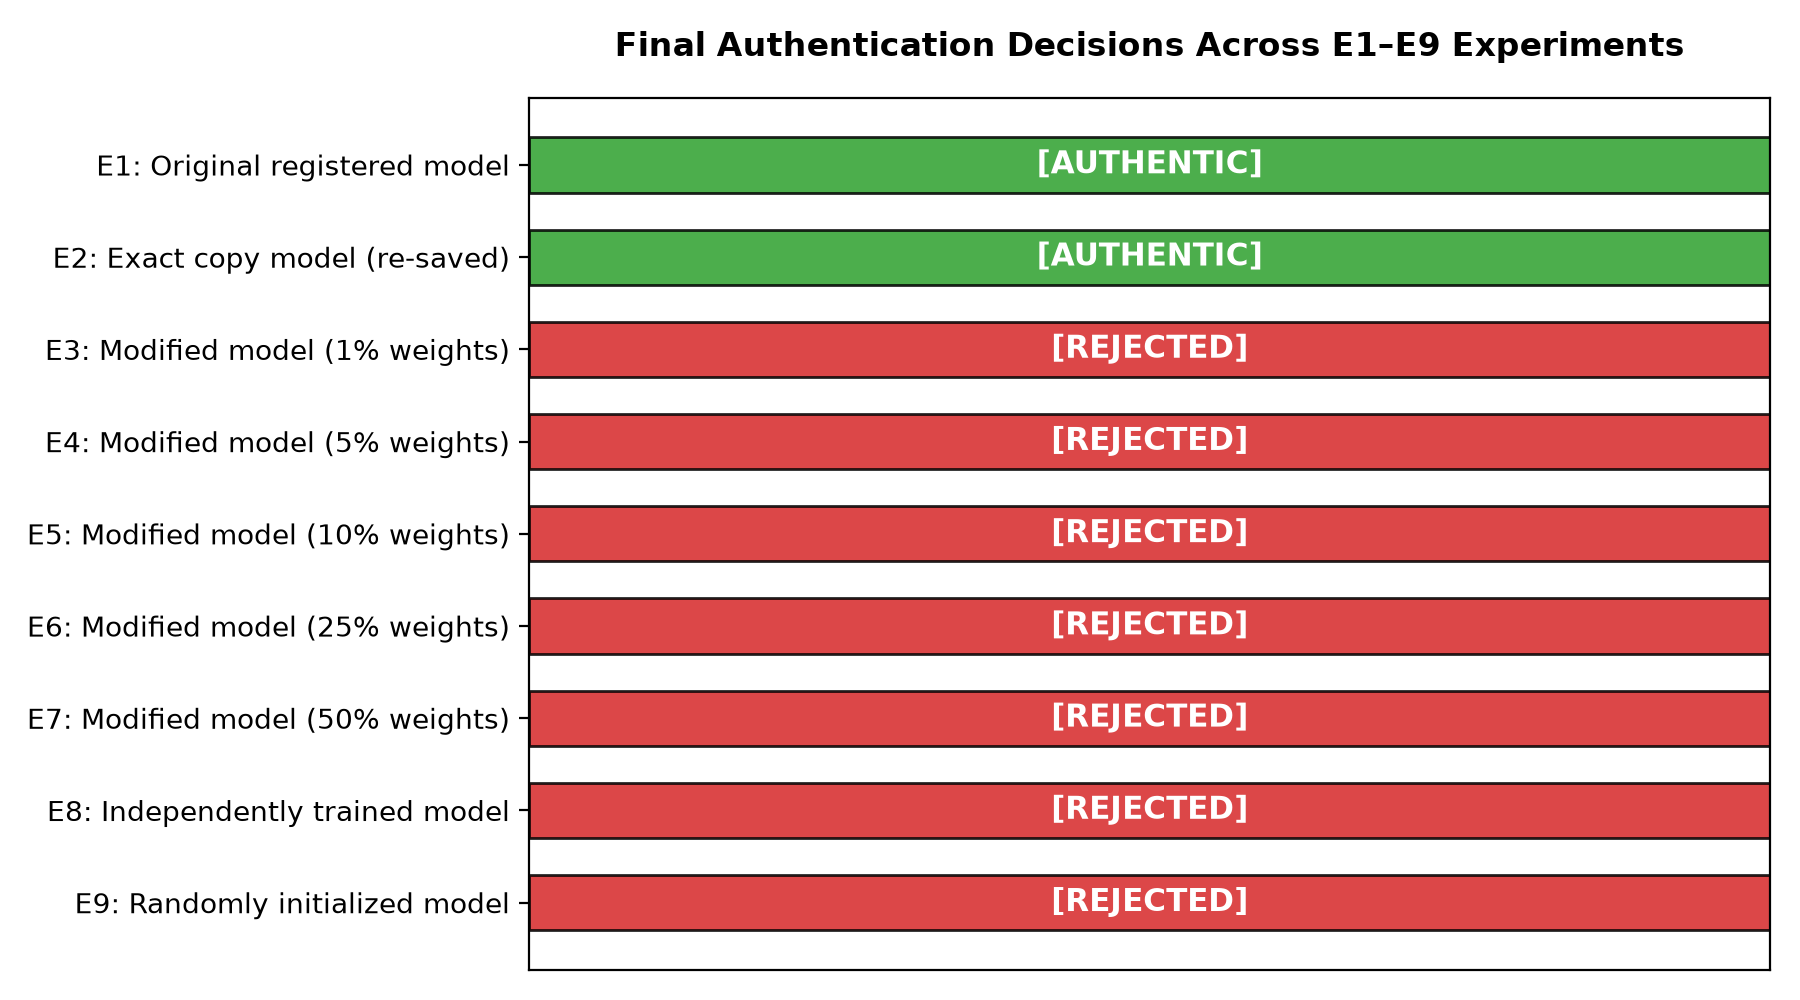 Final Authentication Decisions Across E1–E9 Experiments
E1: Original registered model
[AUTHENTIC]
E2: Exact copy model (re-saved)
[AUTHENTIC]
E3: Modified model (1% weights)
[REJECTED]
E4: Modified model (5% weights)
[REJECTED]
E5: Modified model (10% weights)
[REJECTED]
E6: Modified model (25% weights)
[REJECTED]
E7: Modified model (50% weights)
[REJECTED]
E8: Independently trained model
[REJECTED]
E9: Randomly initialized model
[REJECTED]